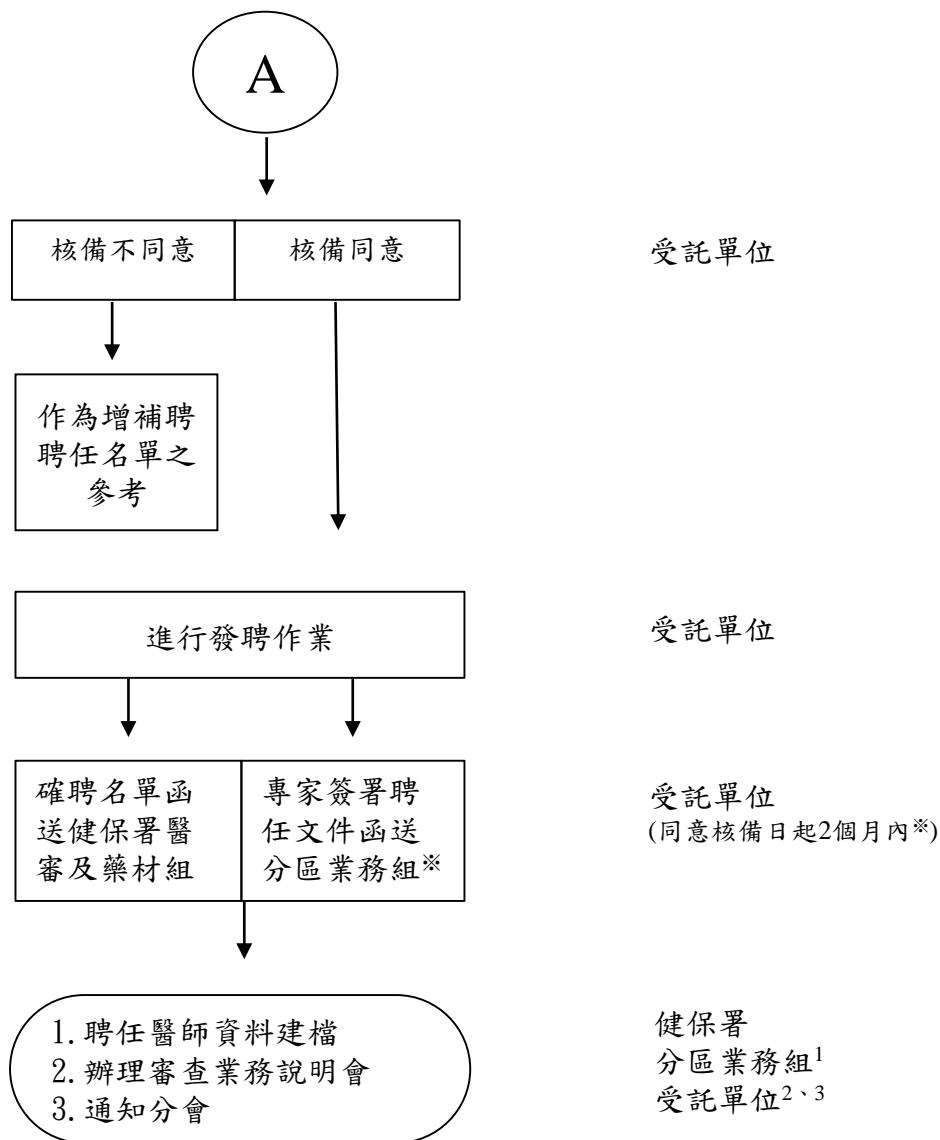 A
核備不同意 核備同意 受託單位
作為增補聘
聘任名單之
參考
進行發聘作業 受託單位
確聘名單函
送健保署醫
審及藥材組
專家簽署聘
任文件函送
分區業務組※
受託單位
(同意核備日起2個月內※)
1. 聘任醫師資料建檔
2. 辦理審查業務說明會
3. 通知分會
健保署
分區業務組1
受託單位2、3